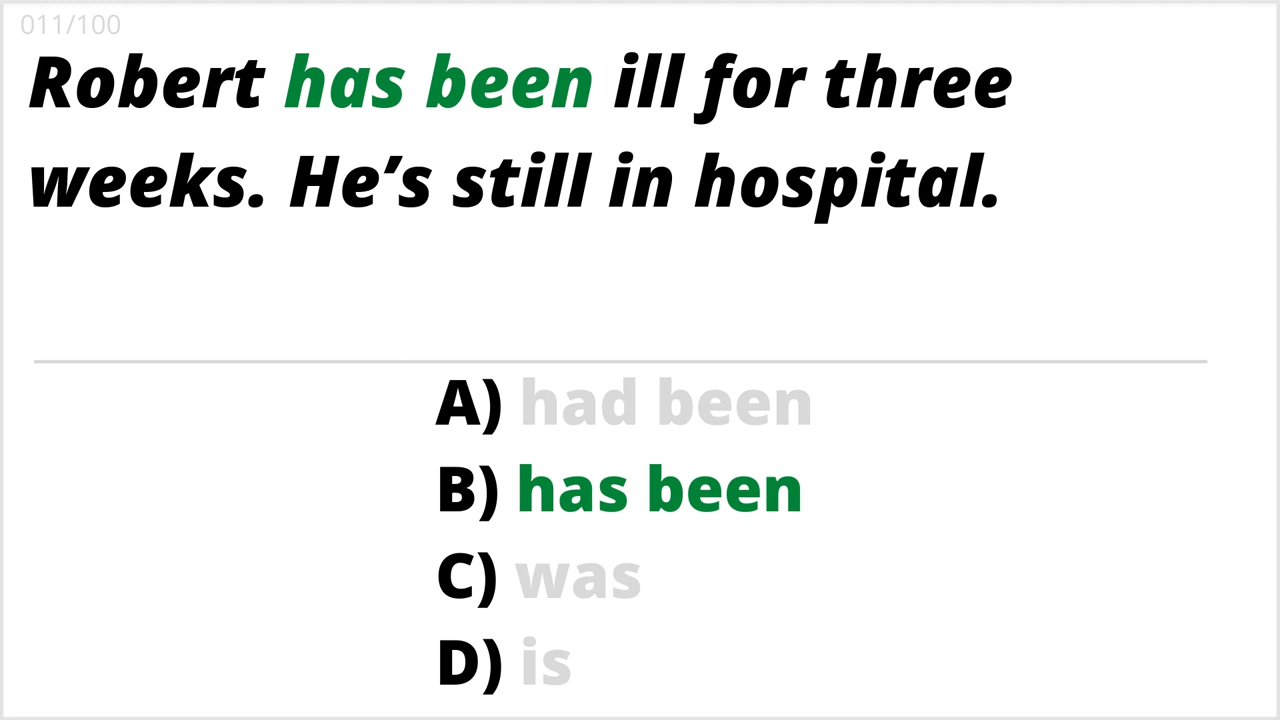 011/100
Robert has been ill for three
weeks. He’s still in hospital.
A) had been
B) has been
C) was
D) is